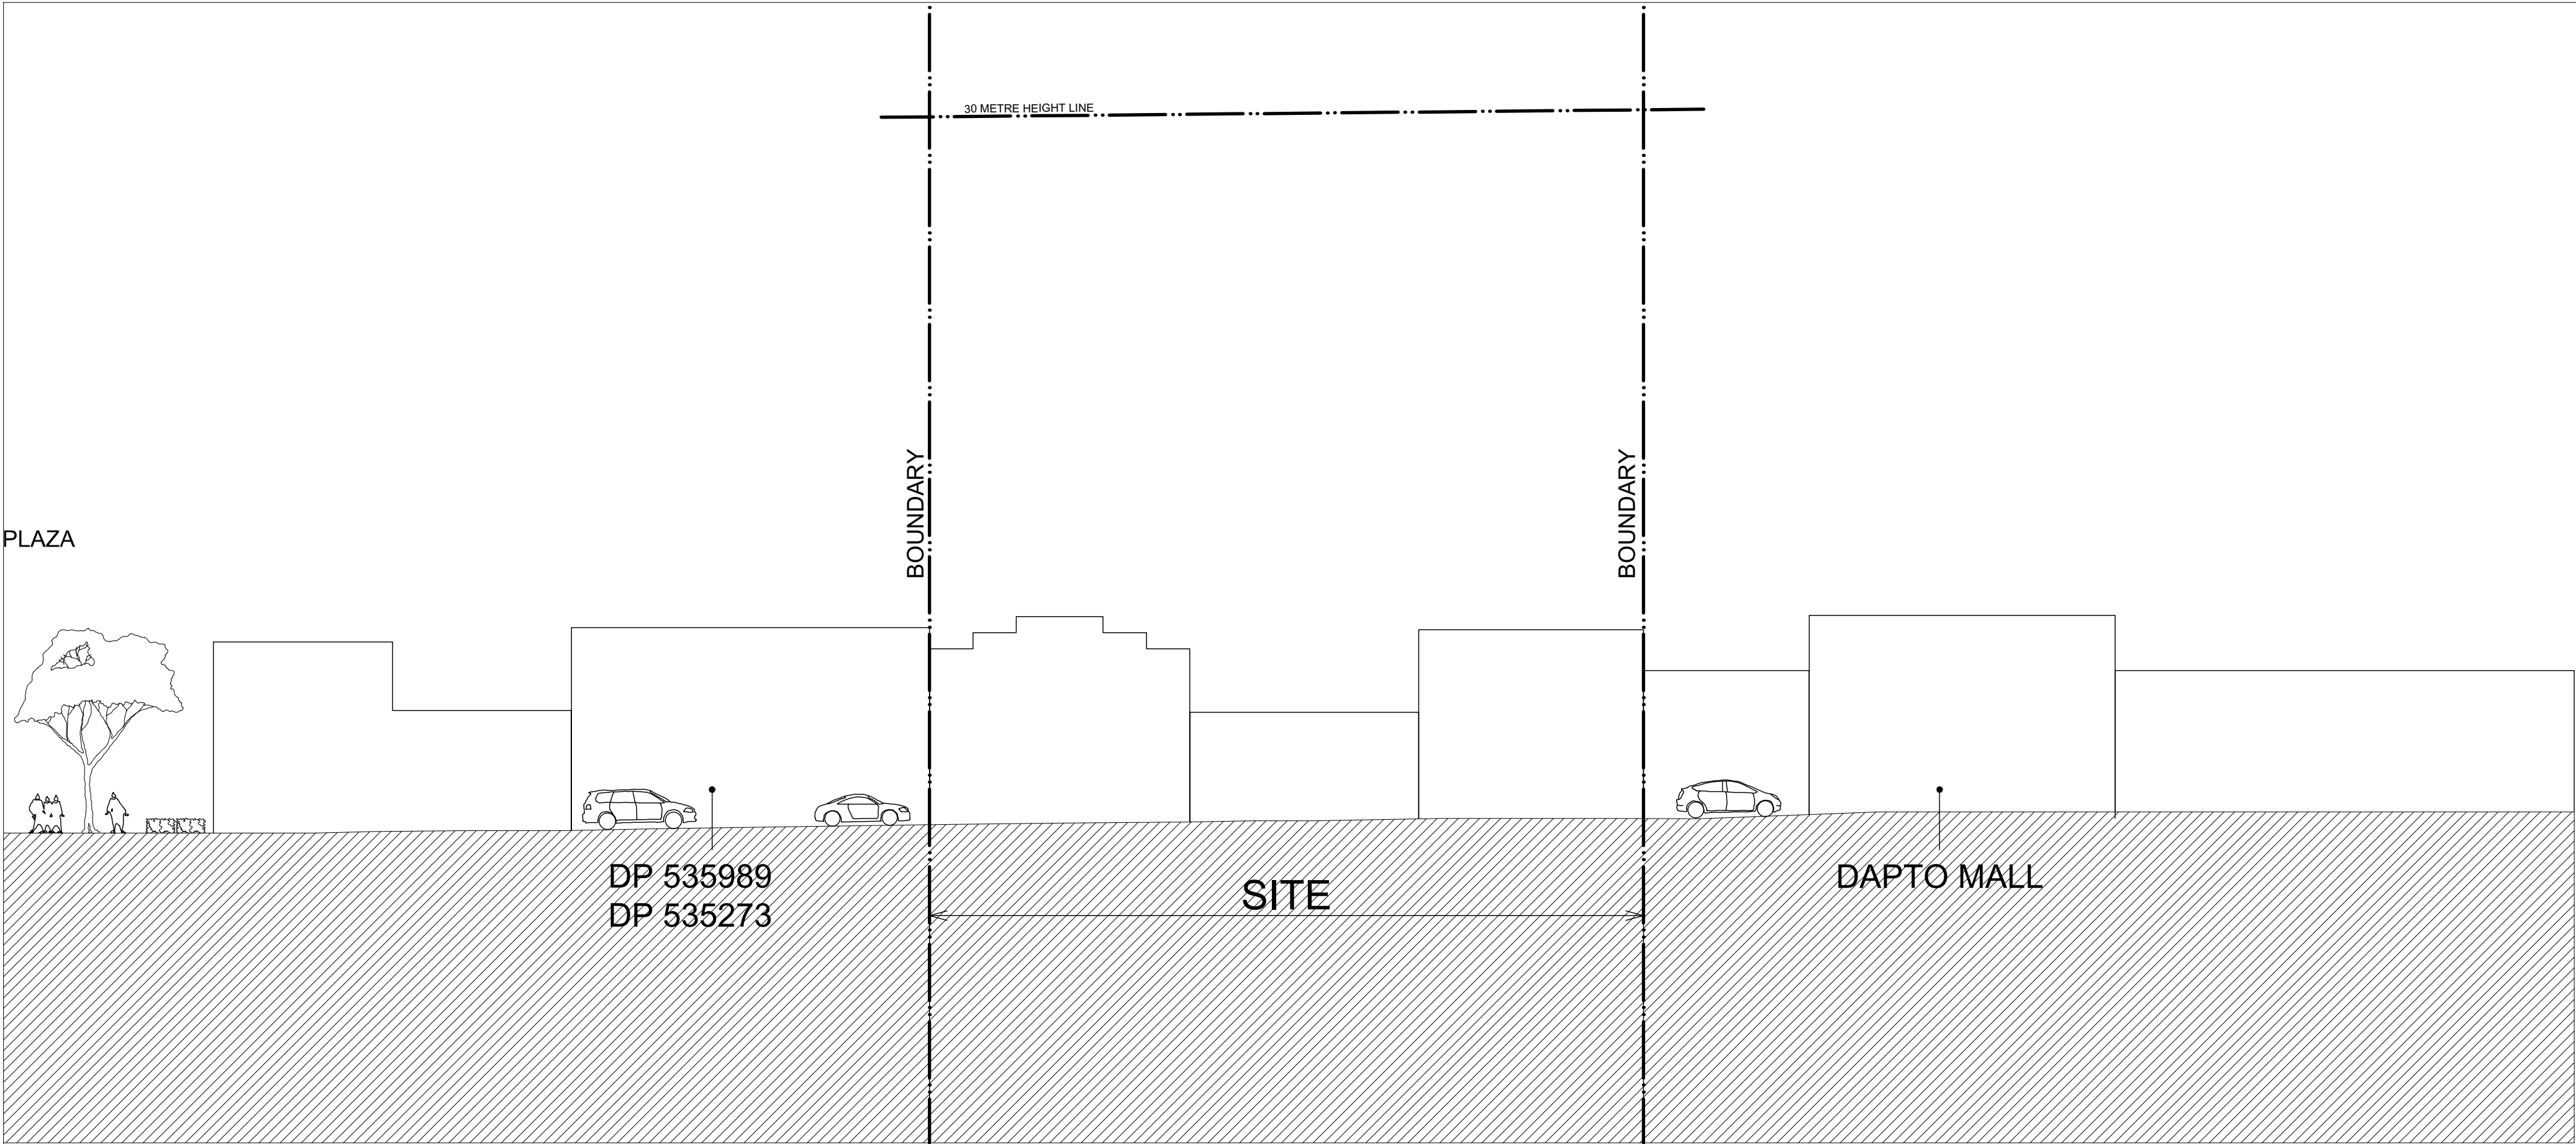 30 METRE HEIGHT LINE
BOUNDARY
BOUNDARY
PLAZA
DP 535989
DP 535273
SITE
DAPTO MALL